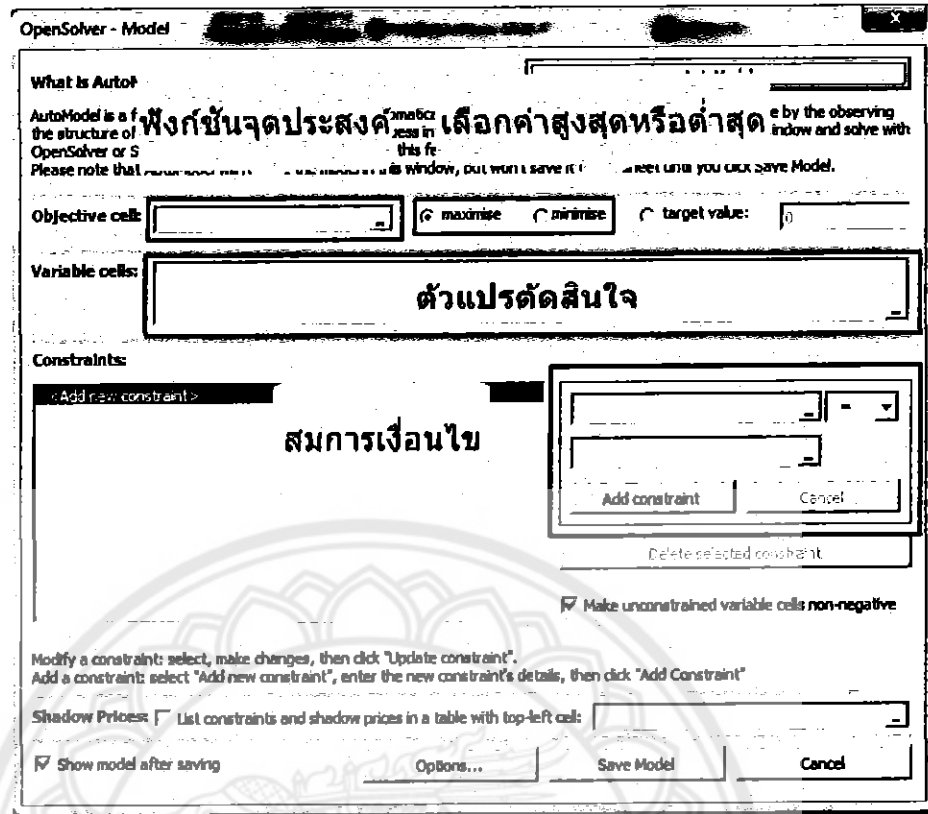 OpenSolver - Model
X
What is AutoM
AutoModel is a f ฟังก์ชันจุดประสงค์ เลือกค่าสูงสุดหรือต่ำสุด e by the observing
the structure of ess in indow and solve with
OpenSolver or S this fe
Please note that this window, but won't save it sheet until you click Save Model.
Objective cell: maximise minimise target value: 0
Variable cells:
ตัวแปรตัดสินใจ
Constraints:
<Add new constraint>
=
สมการเงื่อนไข
Add constraint Cancel
Delete selected constraint
Make unconstrained variable cells non-negative
Modify a constraint: select, make changes, then click "Update constraint".
Add a constraint: select "Add new constraint", enter the new constraint's details, then click "Add Constraint"
Shadow Prices: List constraints and shadow prices in a table with top-left cell:
Show model after saving Options... Save Model Cancel